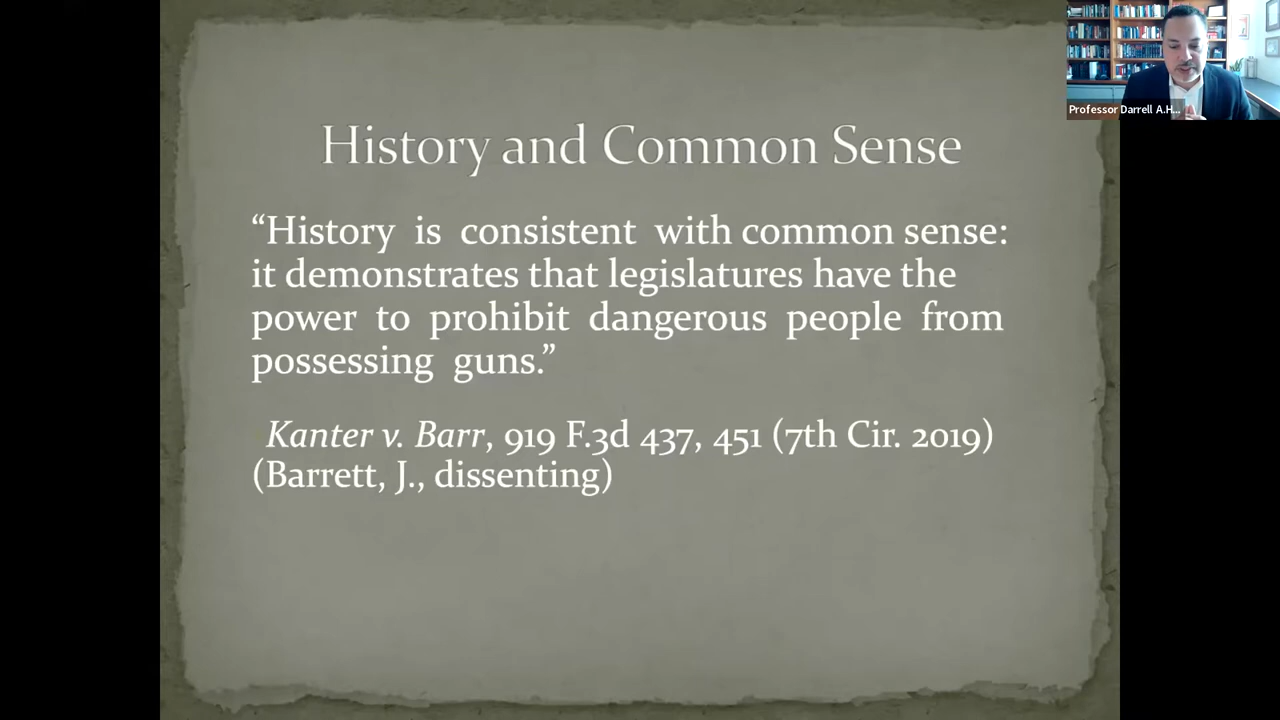 Professor Darrell A.H...
History and Common Sense
“History is consistent with common sense:
it demonstrates that legislatures have the
power to prohibit dangerous people from
possessing guns.”
Kanter v. Barr, 919 F.3d 437, 451 (7th Cir. 2019)
(Barrett, J., dissenting)